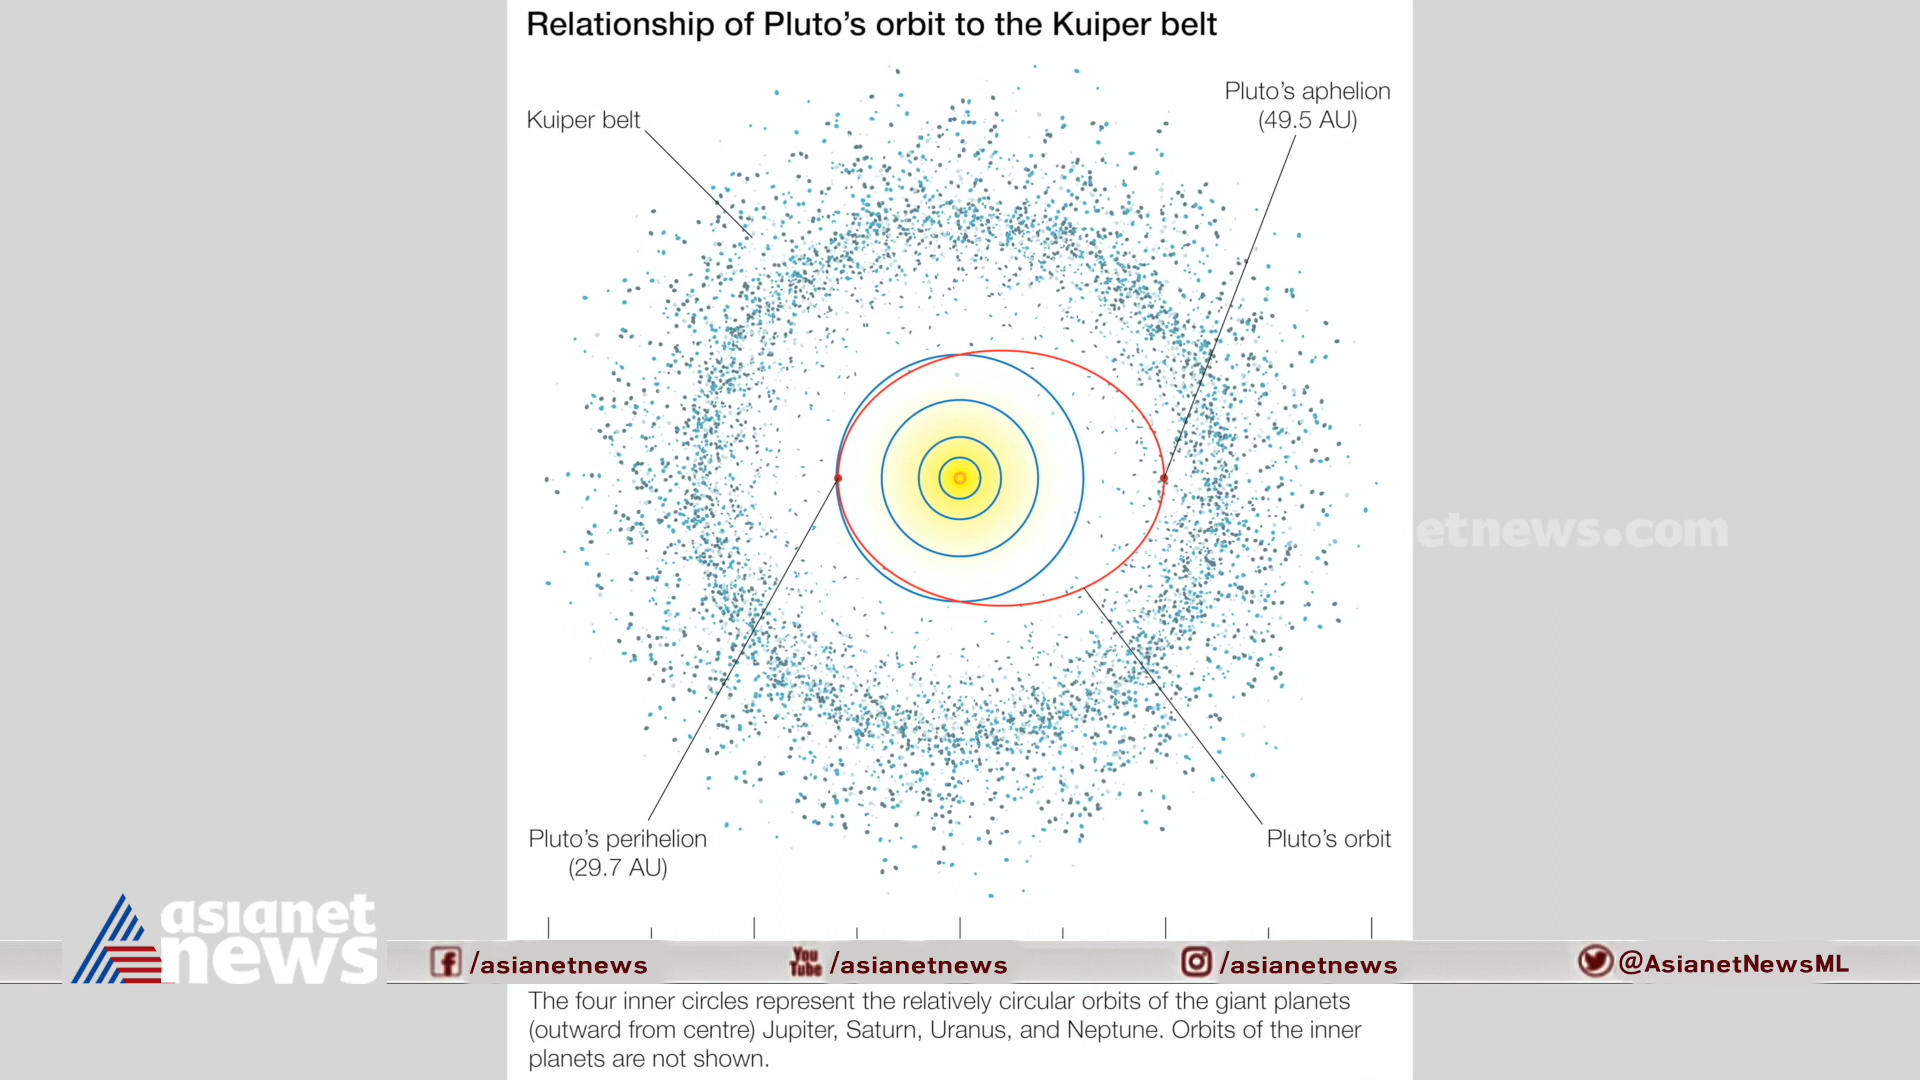 Relationship of Pluto's orbit to the Kuiper belt
Kuiper belt
Pluto's aphelion
(49.5 AU)
etnews.com
Pluto's perihelion
(29.7 AU)
Pluto's orbit
asianet
news
/asianetnews
You
Tube
/asianetnews
/asianetnews
@AsianetNewsML
The four inner circles represent the relatively circular orbits of the giant planets
(outward from centre) Jupiter, Saturn, Uranus, and Neptune. Orbits of the inner
planets are not shown.